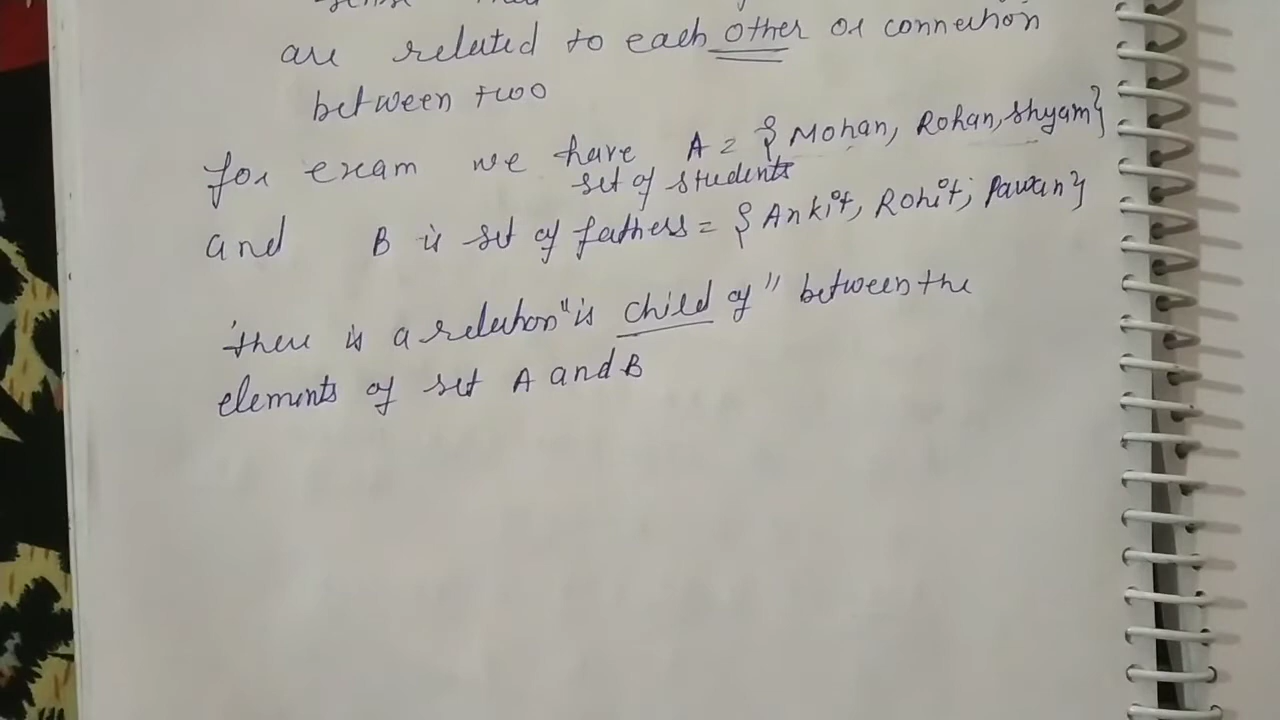 are related to each other or connection
between two
for exam we have A = {Mohan, Rohan, Shyam}
set of students
and B is set of fathers = {Ankit, Rohit, Pawan}
there is a relation "is child of" between the
elements of set A and B